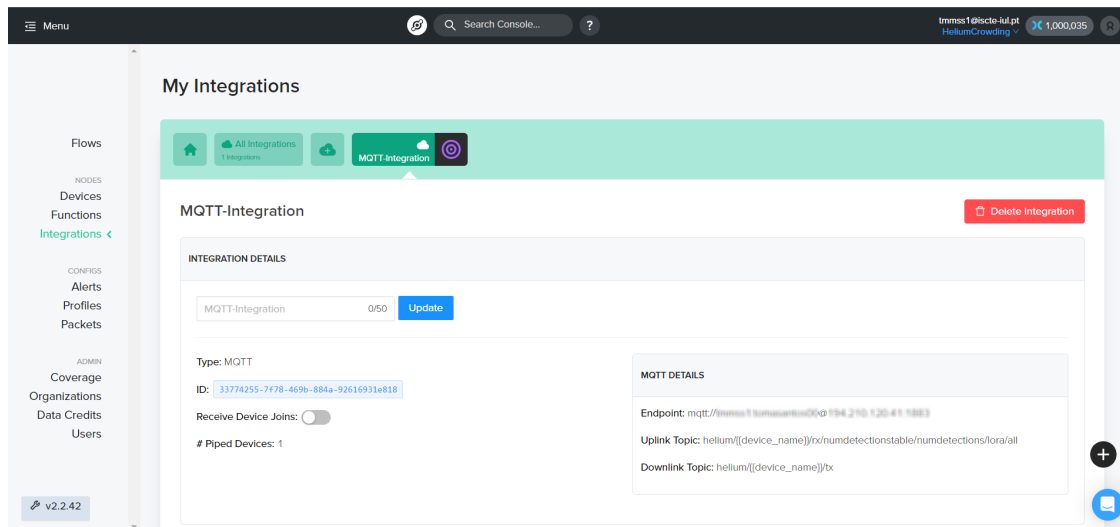 Menu
Search Console...
?
tmmss1@iscte-iul.pt
HeliumCrowding
1,000,035
My Integrations
Flows
NODES
Devices
Functions
Integrations
CONFIGS
Alerts
Profiles
Packets
ADMIN
Coverage
Organizations
Data Credits
Users
v2.2.42
All Integrations
1 Integrations
MQTT-Integration
MQTT-Integration
Delete Integration
INTEGRATION DETAILS
MQTT-Integration 0/50 Update
Type: MQTT
ID: 33774255-7f78-469b-884a-92616931e818
Receive Device Joins:
# Piped Devices: 1
MQTT DETAILS
Endpoint: mqtt://
Uplink Topic: helium/{{device_name}}/rx/numdetectionstable/numdetections/lora/all
Downlink Topic: helium/{{device_name}}/tx